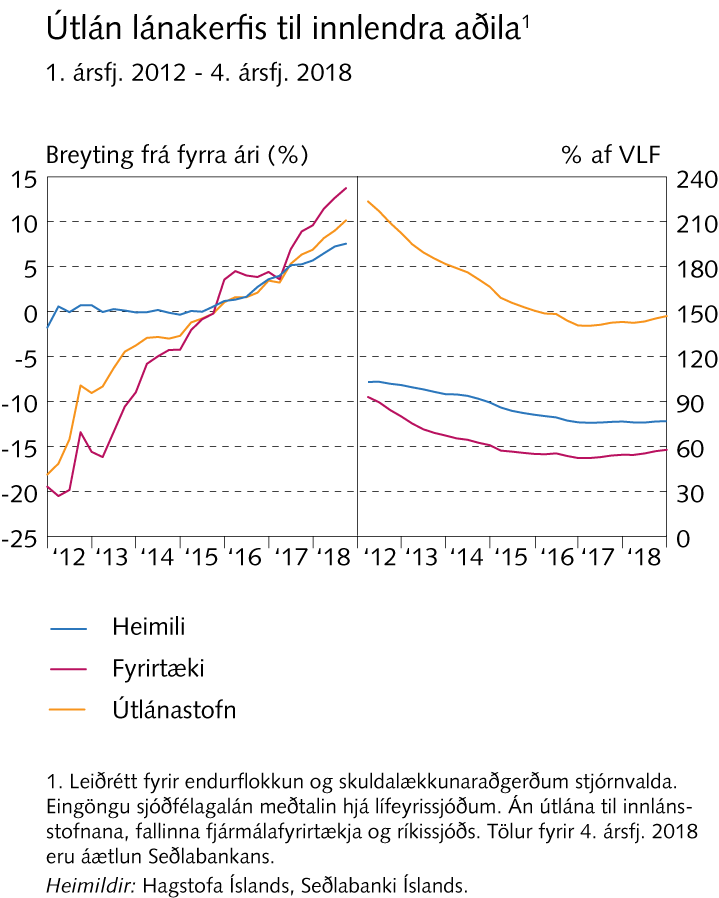 Útlán lánakerfis til innlendra aðila¹
1. ársfj. 2012 - 4. ársfj. 2018
Breyting frá fyrra ári (%)
% af VLF
15
10
5
0
-5
-10
-15
-20
-25
240
210
180
150
120
90
60
30
0
‘12 ‘13 ‘14 ‘15 ‘16 ‘17 ‘18
‘12 ‘13 ‘14 ‘15 ‘16 ‘17 ‘18
Heimili
Fyrirtæki
Útlánastofn
1. Leiðrétt fyrir endurflokkun og skuldalækkunaraðgerðum stjórnvalda.
Eingöngu sjóðfélagalán meðtalin hjá lífeyrissjóðum. Án útlána til innláns-
stofnana, fallinna fjármálafyrirtækja og ríkissjóðs. Tölur fyrir 4. ársfj. 2018
eru áætlun Seðlabankans.
Heimildir: Hagstofa Íslands, Seðlabanki Íslands.